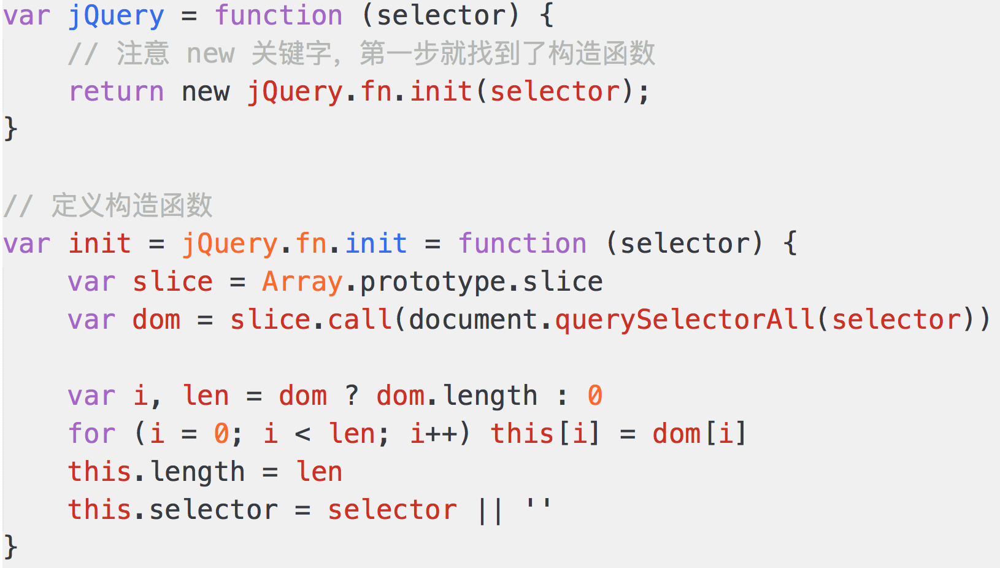 var jQuery = function (selector) {
    // 注意 new 关键字，第一步就找到了构造函数
    return new jQuery.fn.init(selector);
}

// 定义构造函数
var init = jQuery.fn.init = function (selector) {
    var slice = Array.prototype.slice
    var dom = slice.call(document.querySelectorAll(selector))

    var i, len = dom ? dom.length : 0
    for (i = 0; i < len; i++) this[i] = dom[i]
    this.length = len
    this.selector = selector || ''
}